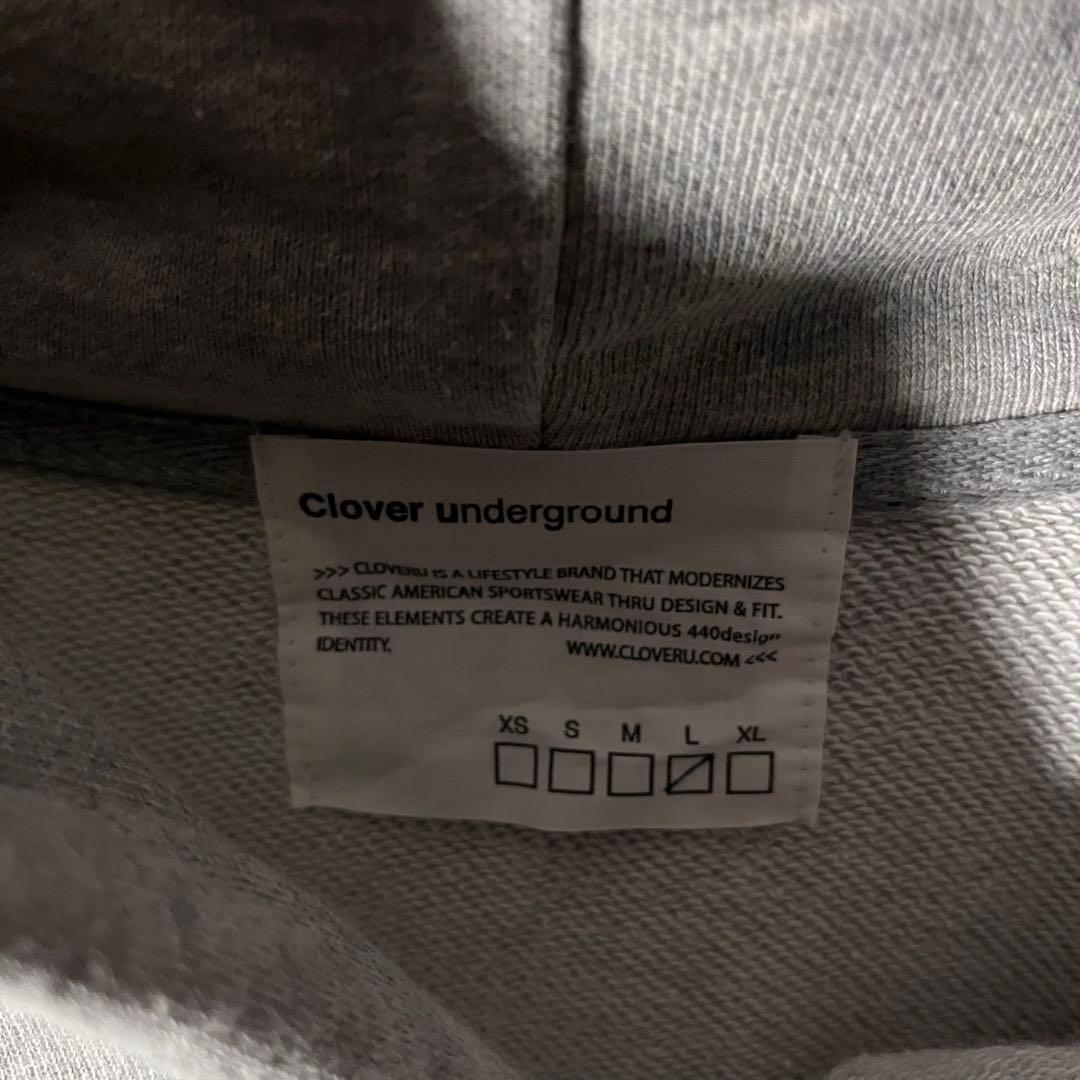 Clover underground
>>> CLOVERU IS A LIFESTYLE BRAND THAT MODERNIZES
CLASSIC AMERICAN SPORTSWEAR THRU DESIGN & FIT.
THESE ELEMENTS CREATE A HARMONIOUS 440design
IDENTITY. WWW.CLOVERU.COM <<<
XS S M L XL